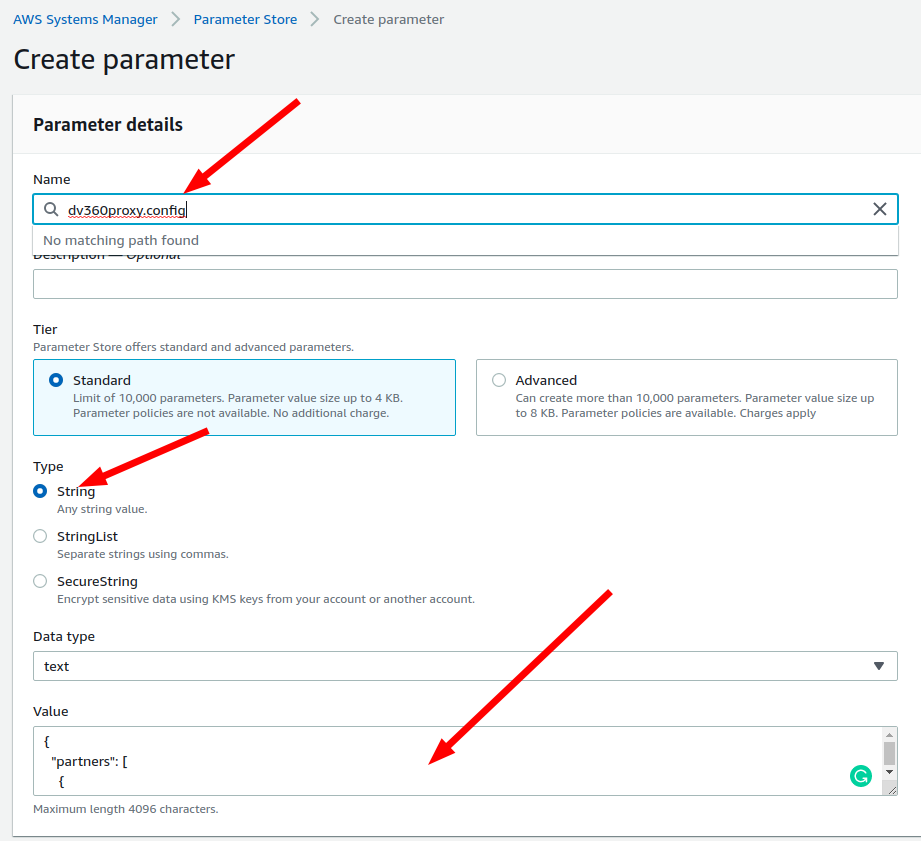 AWS Systems Manager > Parameter Store > Create parameter
Create parameter
Parameter details
Name
dv360proxy.config
No matching path found
Description — Optional
Tier
Parameter Store offers standard and advanced parameters.
Standard
Limit of 10,000 parameters. Parameter value size up to 4 KB.
Parameter policies are not available. No additional charge.
Advanced
Can create more than 10,000 parameters. Parameter value size up
to 8 KB. Parameter policies are available. Charges apply
Type
String
Any string value.
StringList
Separate strings using commas.
SecureString
Encrypt sensitive data using KMS keys from your account or another account.
Data type
text
Value
{
"partners": [
{
Maximum length 4096 characters.